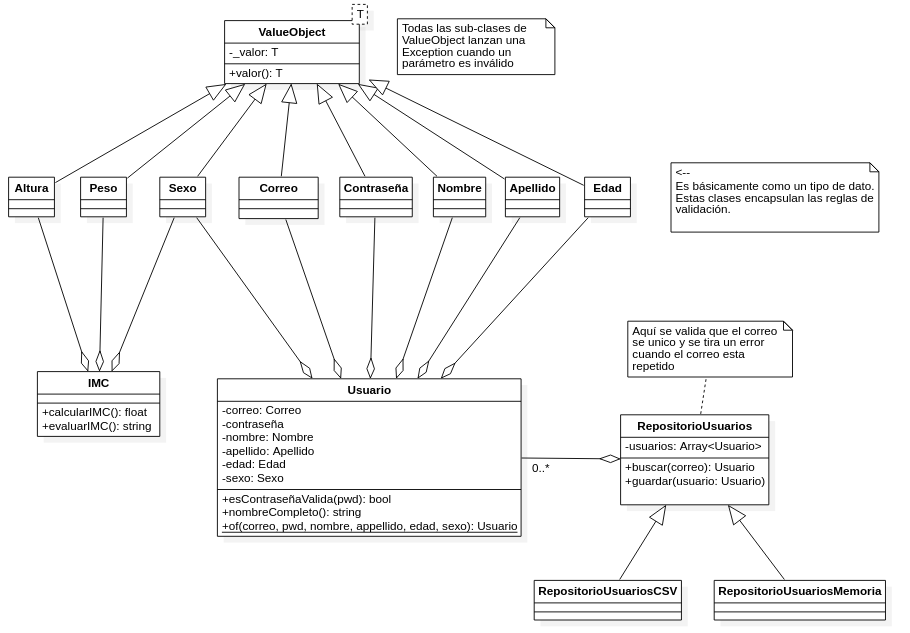 T
ValueObject
-_valor: T
+valor(): T
Todas las sub-clases de
ValueObject lanzan una
Exception cuando un
parámetro es inválido
Altura
Peso
Sexo
Correo
Contraseña
Nombre
Apellido
Edad
<--
Es básicamente como un tipo de dato.
Estas clases encapsulan las reglas de
validación.
Aquí se valida que el correo
se unico y se tira un error
cuando el correo esta
repetido
IMC
+calcularIMC(): float
+evaluarIMC(): string
Usuario
-correo: Correo
-contraseña
-nombre: Nombre
-apellido: Apellido
-edad: Edad
-sexo: Sexo
+esContraseñaValida(pwd): bool
+nombreCompleto(): string
+of(correo, pwd, nombre, appellido, edad, sexo): Usuario
0..*
RepositorioUsuarios
-usuarios: Array<Usuario>
+buscar(correo): Usuario
+guardar(usuario: Usuario)
RepositorioUsuariosCSV
RepositorioUsuariosMemoria